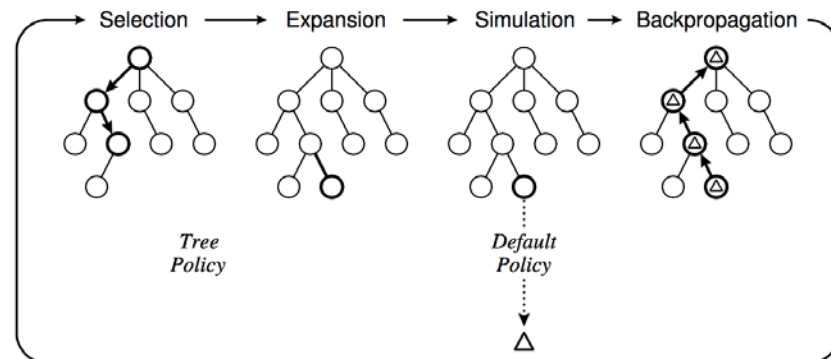 Selection Expansion Simulation Backpropagation
Tree
Policy
Default
Policy